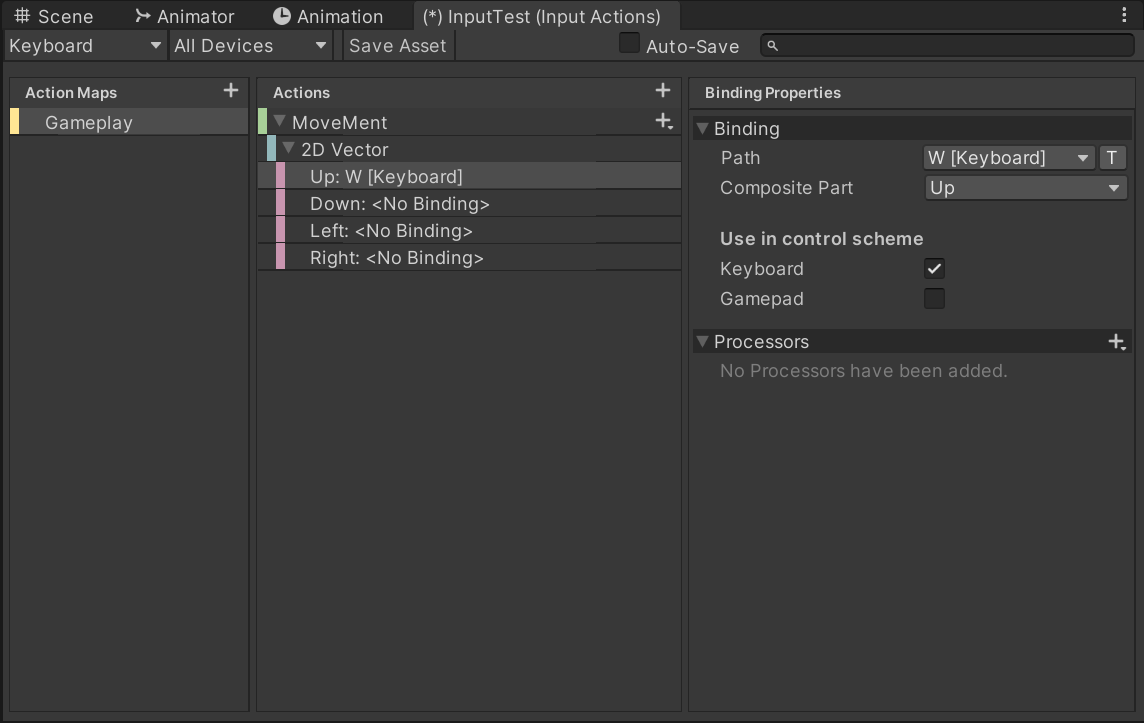 Scene Animator Animation (*) InputTest (Input Actions)
Keyboard All Devices Save Asset Auto-Save
Action Maps
Gameplay
Actions
MoveMent
2D Vector
Up: W [Keyboard]
Down: <No Binding>
Left: <No Binding>
Right: <No Binding>
Binding Properties
Binding
Path W [Keyboard] T
Composite Part Up
Use in control scheme
Keyboard
Gamepad
Processors
No Processors have been added.